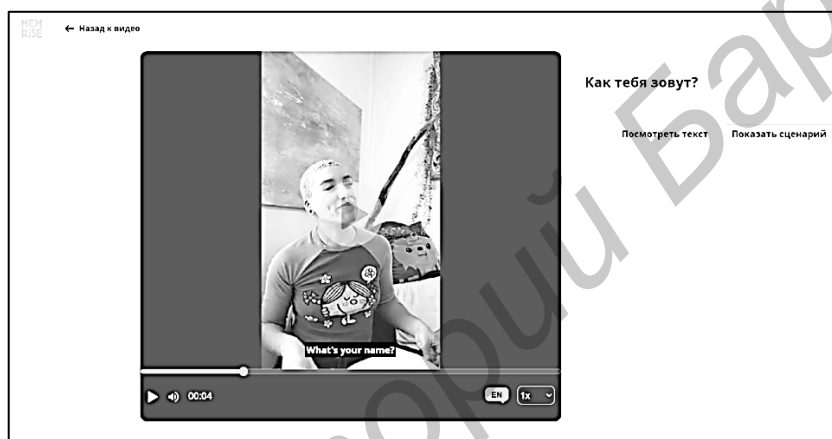 MEM
RiSE
← Назад к видео
Как тебя зовут?
Посмотреть текст Показать сценарий
What's your name?
00:04
EN 1x